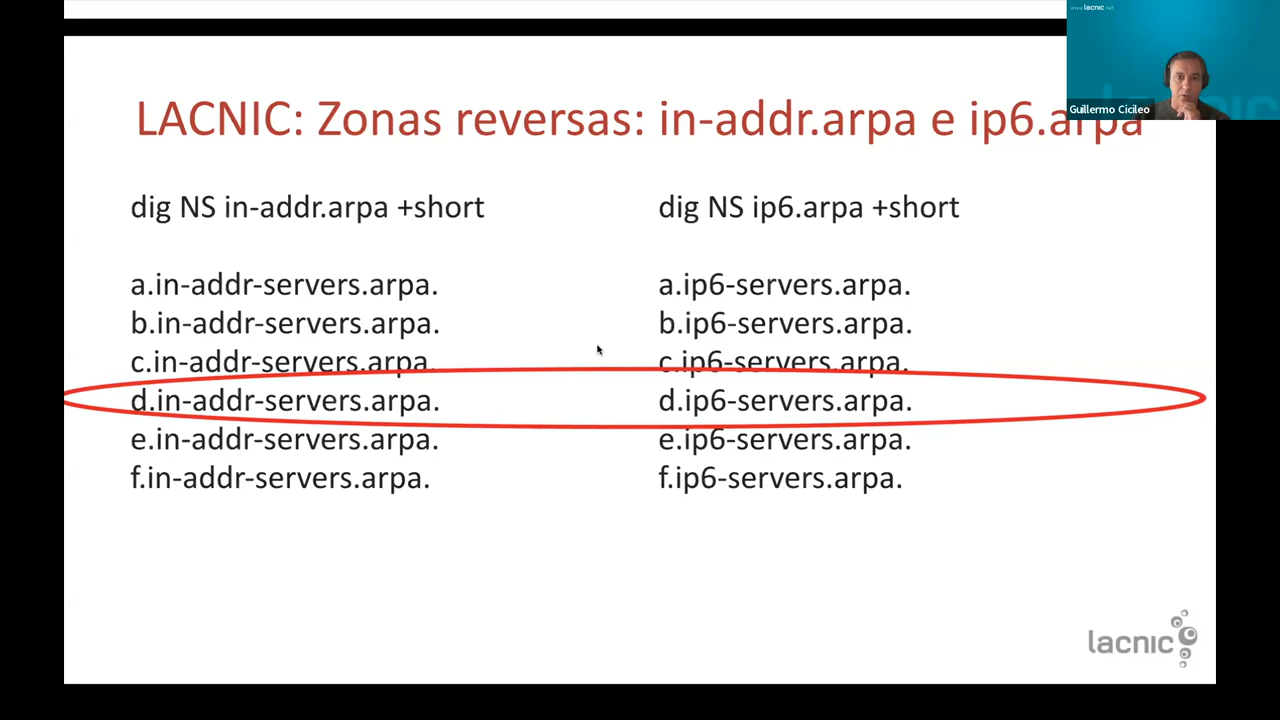 www.lacnic.net
Guillermo Cicileo
LACNIC: Zonas reversas: in-addr.arpa e ip6.arpa
dig NS in-addr.arpa +short
a.in-addr-servers.arpa.
b.in-addr-servers.arpa.
c.in-addr-servers.arpa.
d.in-addr-servers.arpa.
e.in-addr-servers.arpa.
f.in-addr-servers.arpa.
dig NS ip6.arpa +short
a.ip6-servers.arpa.
b.ip6-servers.arpa.
c.ip6-servers.arpa.
d.ip6-servers.arpa.
e.ip6-servers.arpa.
f.ip6-servers.arpa.
lacnic